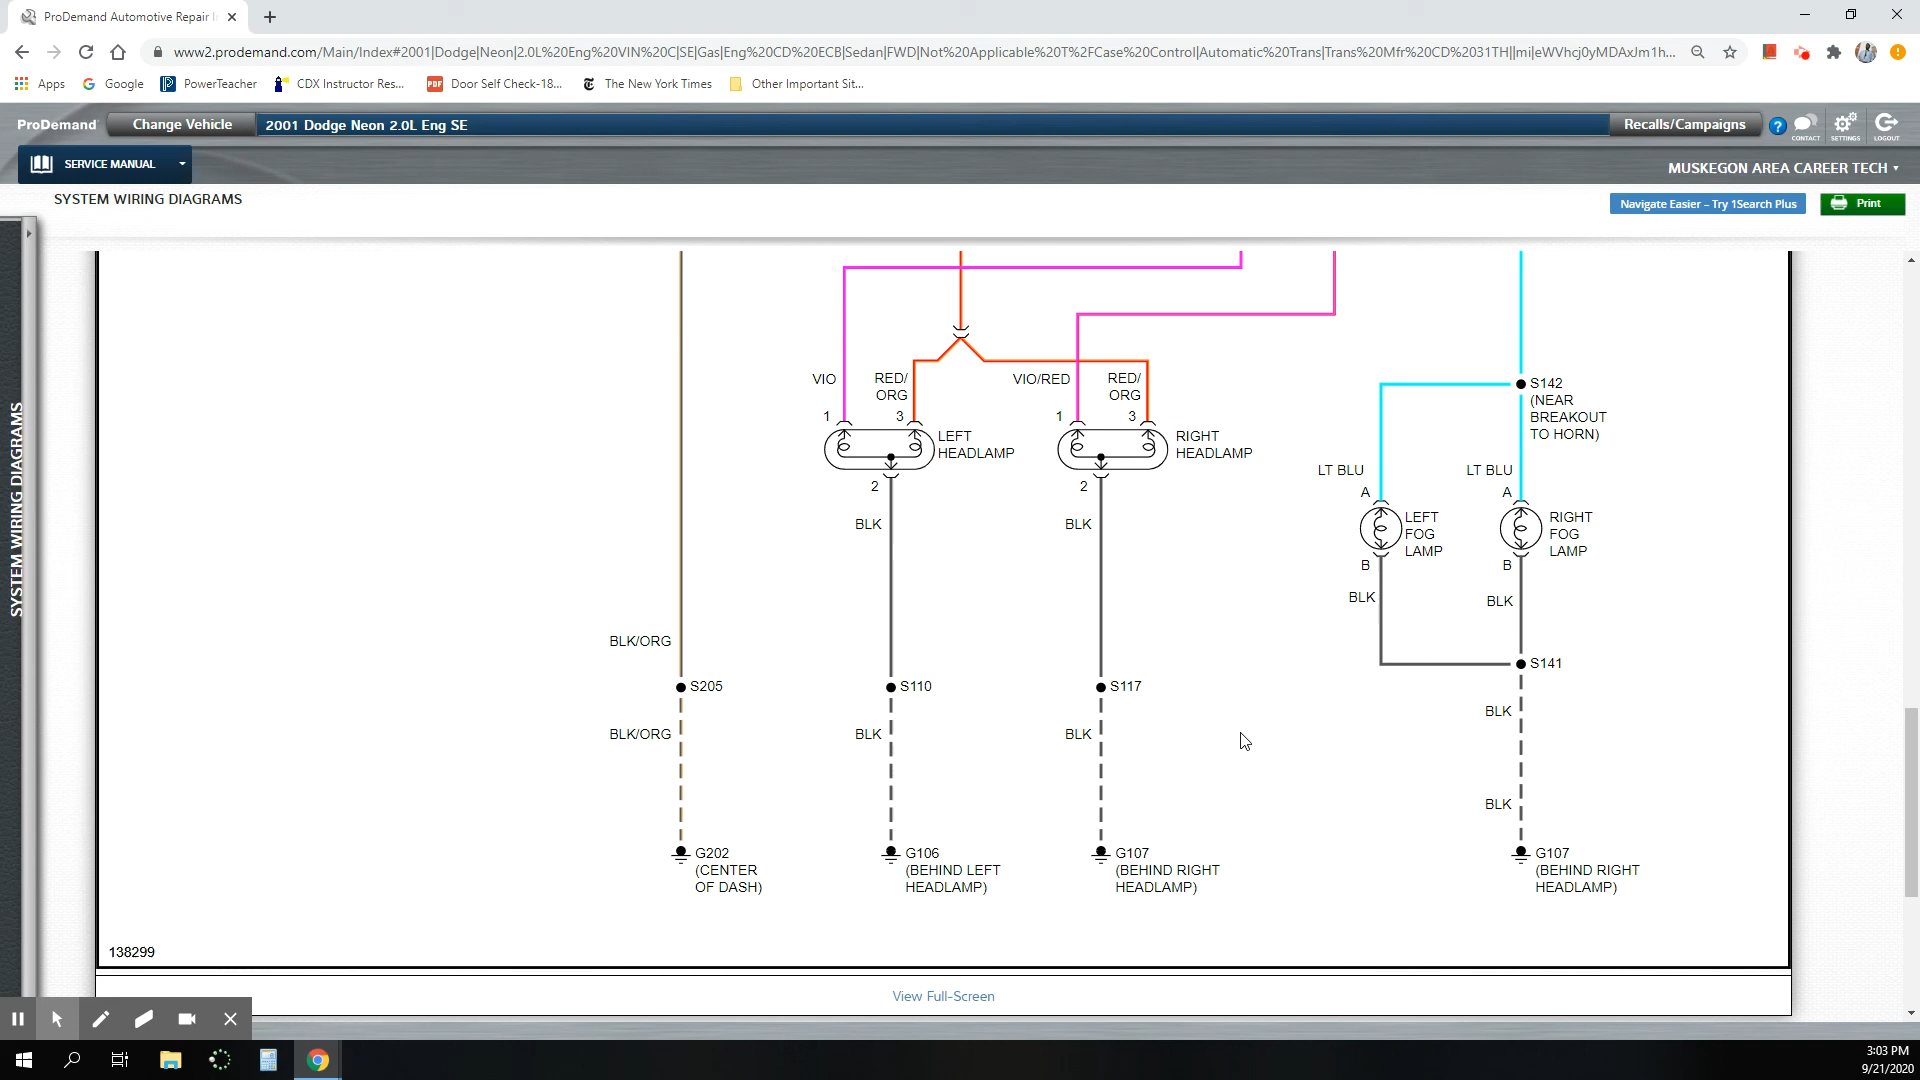 ProDemand Automotive Repair I
www2.prodemand.com/Main/Index#2001|Dodge|Neon|2.0L%20Eng%20VIN%20C|SE|Gas|Eng%20CD%20ECB|Sedan|FWD|Not%20Applicable%20T%2FCase%20Control|Automatic%20Trans|Trans%20Mfr%20CD%2031TH||mi|eWVhcj0yMDAxJm1h...
Apps Google PowerTeacher CDX Instructor Res... PDF Door Self Check-18... The New York Times Other Important Sit...
ProDemand Change Vehicle 2001 Dodge Neon 2.0L Eng SE Recalls/Campaigns ? CONTACT SETTINGS LOGOUT
SERVICE MANUAL MUSKEGON AREA CAREER TECH
SYSTEM WIRING DIAGRAMS Navigate Easier – Try 1Search Plus Print
SYSTEM WIRING DIAGRAMS
VIO RED/
ORG
VIO/RED RED/
ORG
1 3 1 3
LEFT
HEADLAMP
RIGHT
HEADLAMP
2 2
BLK BLK
S142
(NEAR
BREAKOUT
TO HORN)
LT BLU LT BLU
A A
LEFT
FOG
LAMP
RIGHT
FOG
LAMP
B B
BLK BLK
BLK/ORG
S141
S205 S110 S117
BLK
BLK/ORG BLK BLK
BLK
G202
(CENTER
OF DASH)
G106
(BEHIND LEFT
HEADLAMP)
G107
(BEHIND RIGHT
HEADLAMP)
G107
(BEHIND RIGHT
HEADLAMP)
138299
View Full-Screen
3:03 PM
9/21/2020